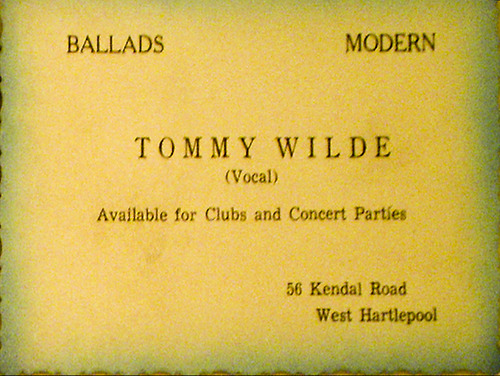 BALLADS MODERN
TOMMY WILDE
(Vocal)
Available for Clubs and Concert Parties
56 Kendal Road
West Hartlepool